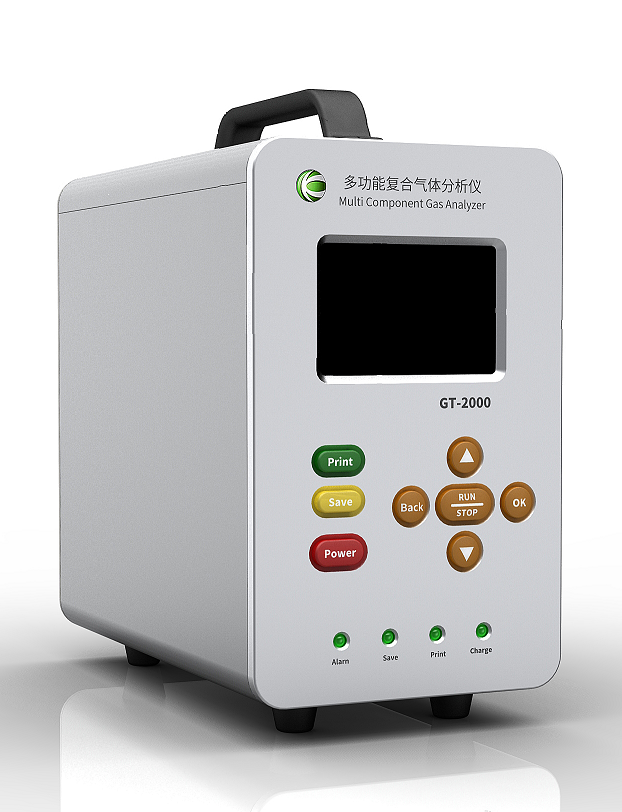 多功能复合气体分析仪
Multi Component Gas Analyzer
GT-2000
Print
Save
Power
Back
RUN
STOP
OK
Alarn
Save
Print
Charge